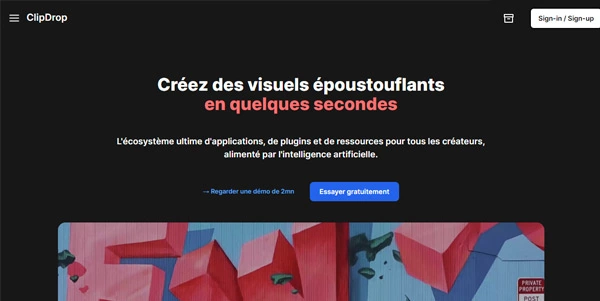 ClipDrop
Sign-in / Sign-up
Créez des visuels époustouflants
en quelques secondes
L'écosystème ultime d'applications, de plugins et de ressources pour tous les créateurs,
alimenté par l'intelligence artificielle.
→ Regarder une démo de 2mn
Essayer gratuitement
PRIVATE
PROPERTY
POST